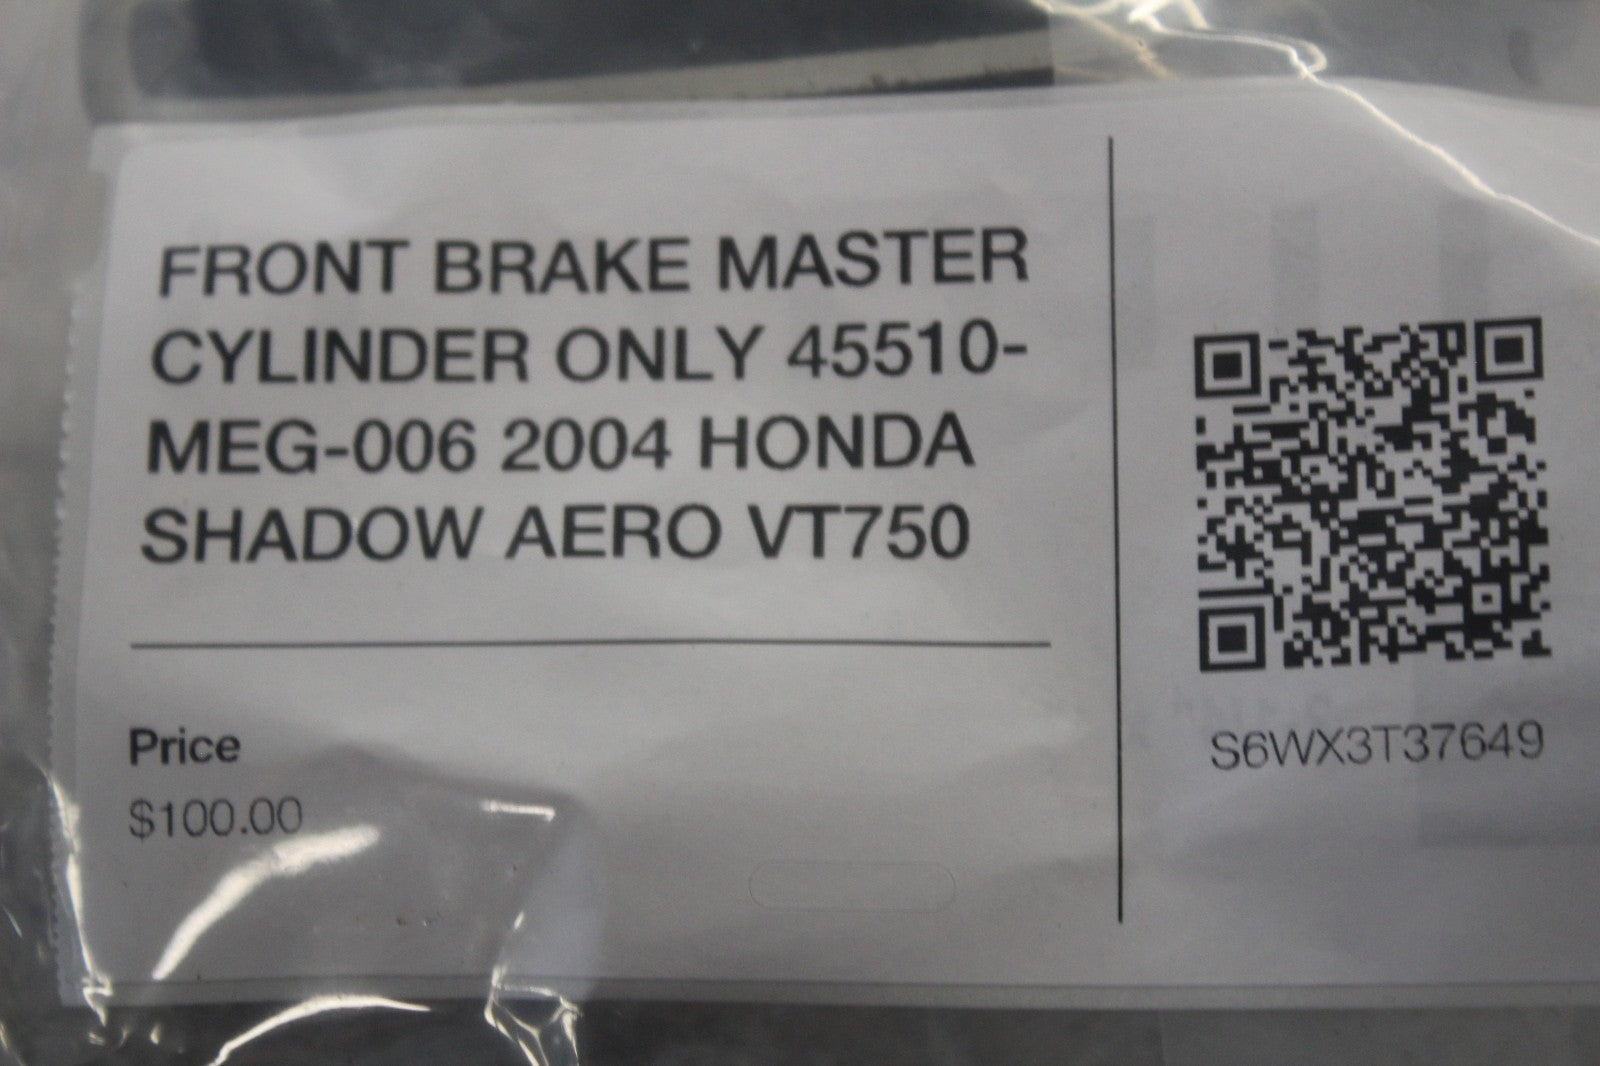 FRONT BRAKE MASTER
CYLINDER ONLY 45510-
MEG-006 2004 HONDA
SHADOW AERO VT750
Price
$100.00
S6WX3T37649